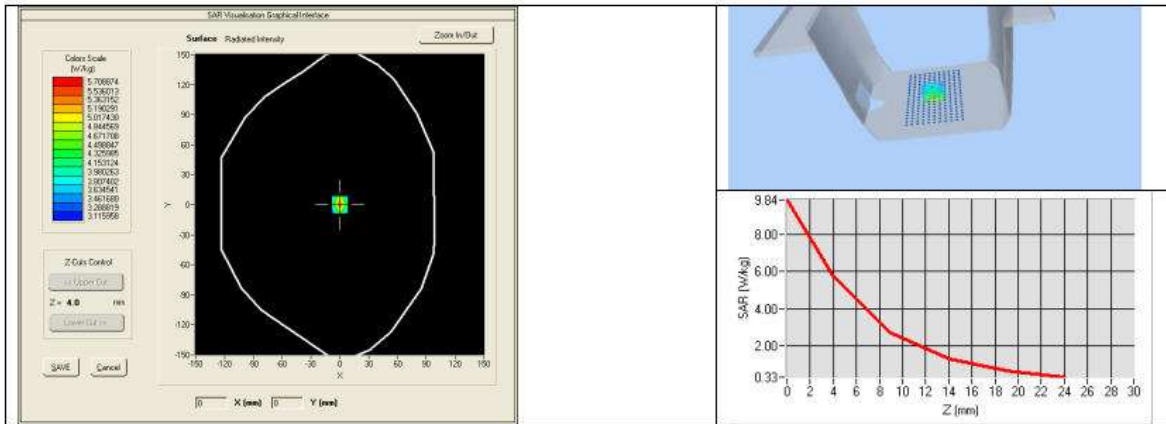 SAR Visualisation Graphical Interface
Surface Radiated Intensity
Zoom In/Out
Colors Scale
(W/kg)
5.708874
5.536013
5.363152
5.190291
5.017430
4.844569
4.671708
4.498847
4.325985
4.153124
3.980263
3.807402
3.634541
3.461680
3.288819
3.115958
150
120
90
60
30
0
-30
-60
-90
-120
-150
Y
-150 -120 -90 -60 -30 0 30 60 90 120 150
X
Z-Cuts Control
<< Upper Cut
Z = 4.0 mm
Lower Cut >>
SAVE Cancel
0 X (mm) 0 Y (mm)
9.84
8.00
6.00
4.00
2.00
0.33
SAR (W/kg)
0 2 4 6 8 10 12 14 16 18 20 22 24 26 28 30
Z (mm)